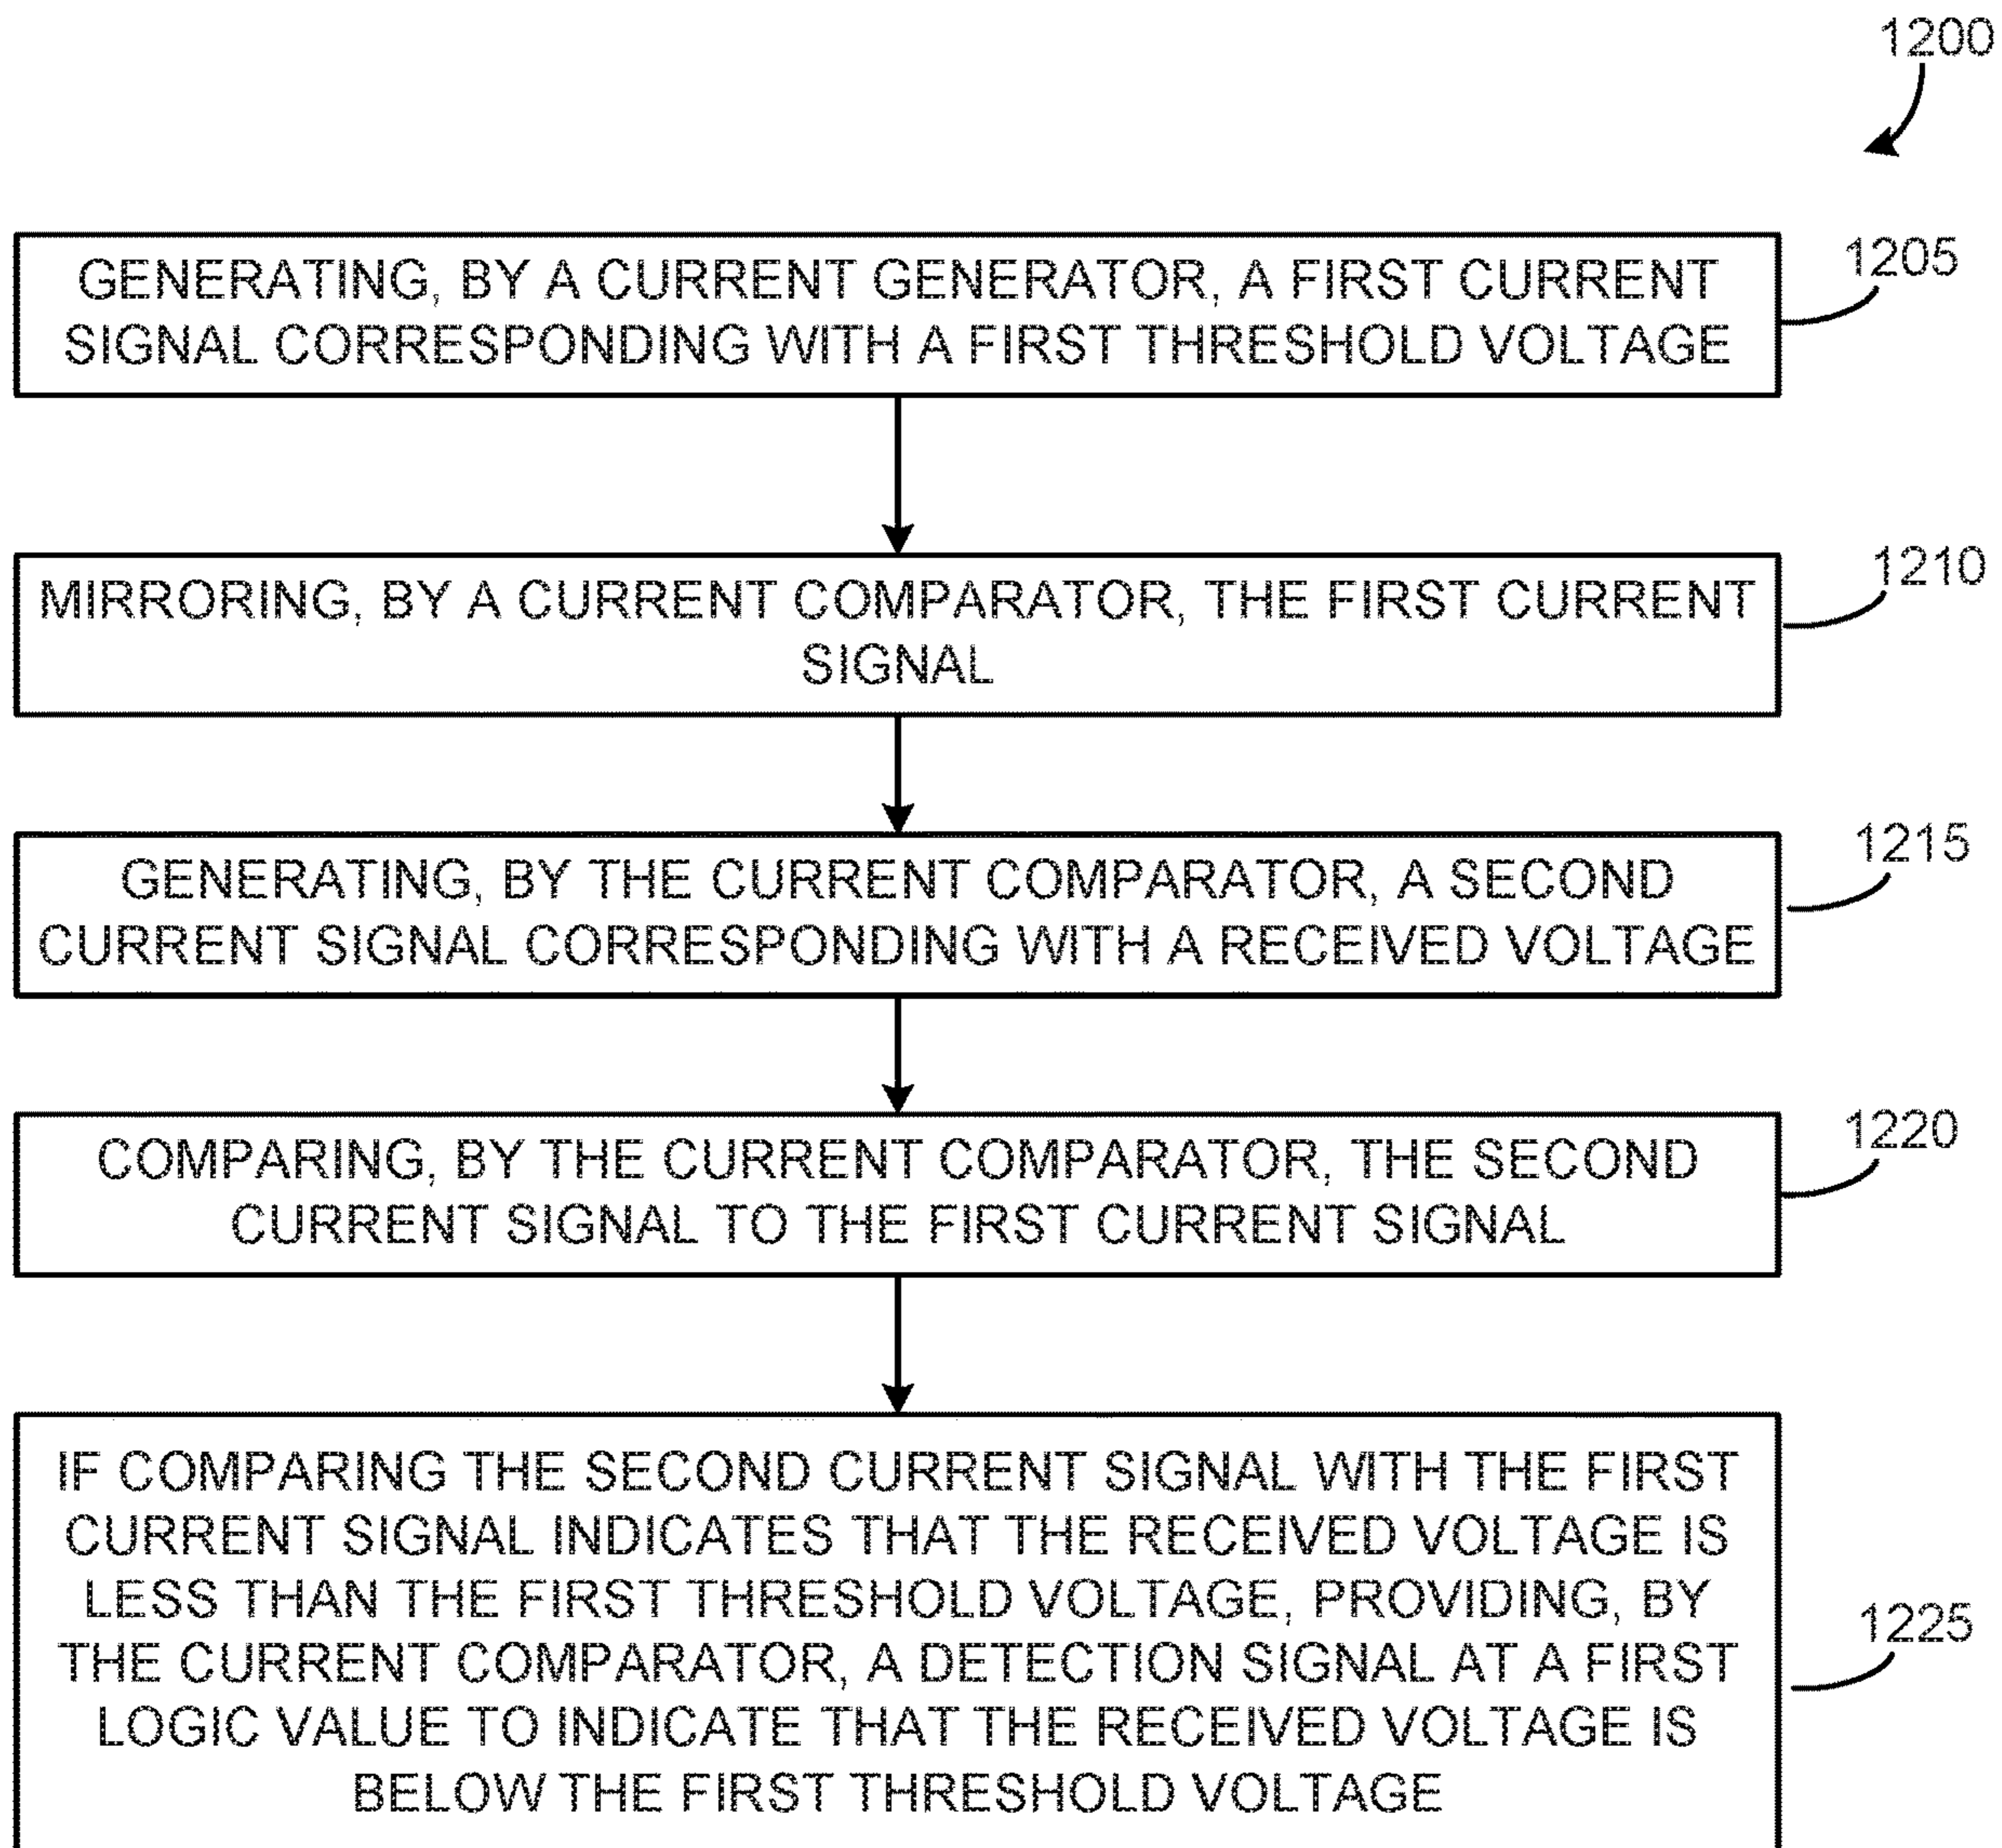 1200
GENERATING, BY A CURRENT GENERATOR, A FIRST CURRENT
SIGNAL CORRESPONDING WITH A FIRST THRESHOLD VOLTAGE
1205
MIRRORING, BY A CURRENT COMPARATOR, THE FIRST CURRENT
SIGNAL
1210
GENERATING, BY THE CURRENT COMPARATOR, A SECOND
CURRENT SIGNAL CORRESPONDING WITH A RECEIVED VOLTAGE
1215
COMPARING, BY THE CURRENT COMPARATOR, THE SECOND
CURRENT SIGNAL TO THE FIRST CURRENT SIGNAL
1220
IF COMPARING THE SECOND CURRENT SIGNAL WITH THE FIRST
CURRENT SIGNAL INDICATES THAT THE RECEIVED VOLTAGE IS
LESS THAN THE FIRST THRESHOLD VOLTAGE, PROVIDING, BY
THE CURRENT COMPARATOR, A DETECTION SIGNAL AT A FIRST
LOGIC VALUE TO INDICATE THAT THE RECEIVED VOLTAGE IS
BELOW THE FIRST THRESHOLD VOLTAGE
1225